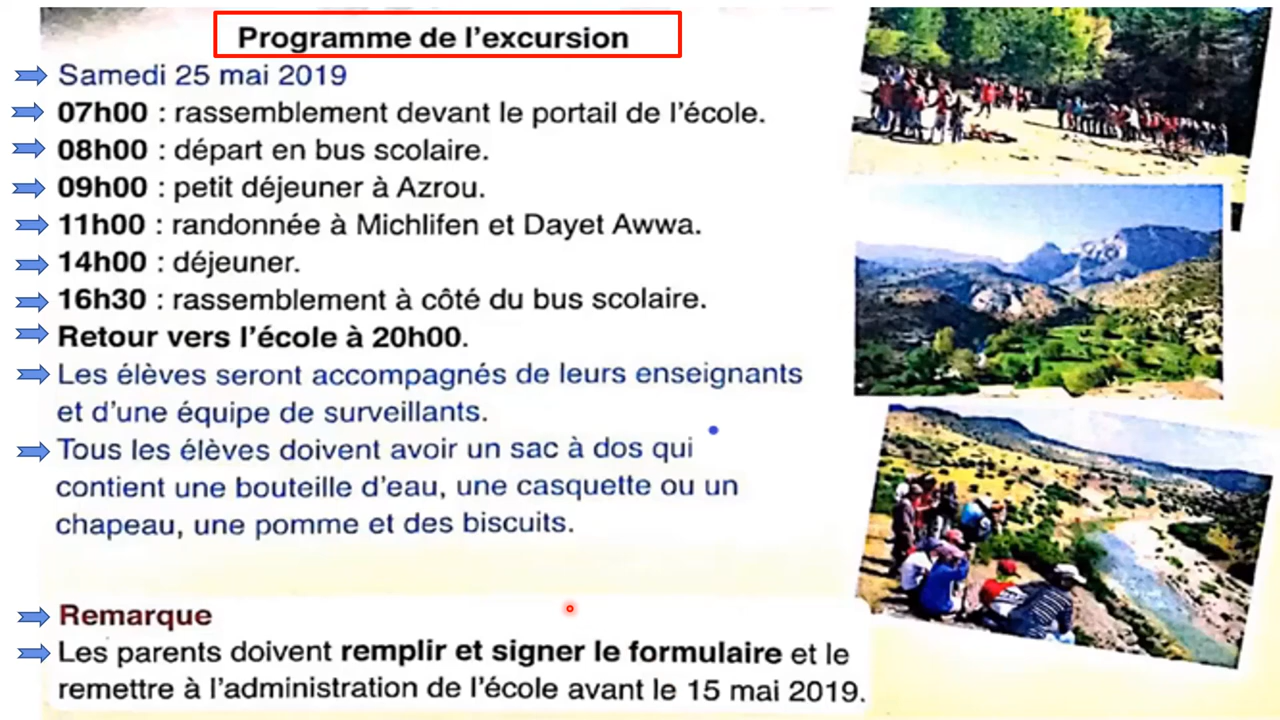 Programme de l'excursion
Samedi 25 mai 2019
07h00 : rassemblement devant le portail de l'école.
08h00 : départ en bus scolaire.
09h00 : petit déjeuner à Azrou.
11h00 : randonnée à Michlifen et Dayet Awwa.
14h00 : déjeuner.
16h30 : rassemblement à côté du bus scolaire.
Retour vers l'école à 20h00.
Les élèves seront accompagnés de leurs enseignants
et d'une équipe de surveillants.
Tous les élèves doivent avoir un sac à dos qui
contient une bouteille d'eau, une casquette ou un
chapeau, une pomme et des biscuits.
Remarque
Les parents doivent remplir et signer le formulaire et le
remettre à l'administration de l'école avant le 15 mai 2019.